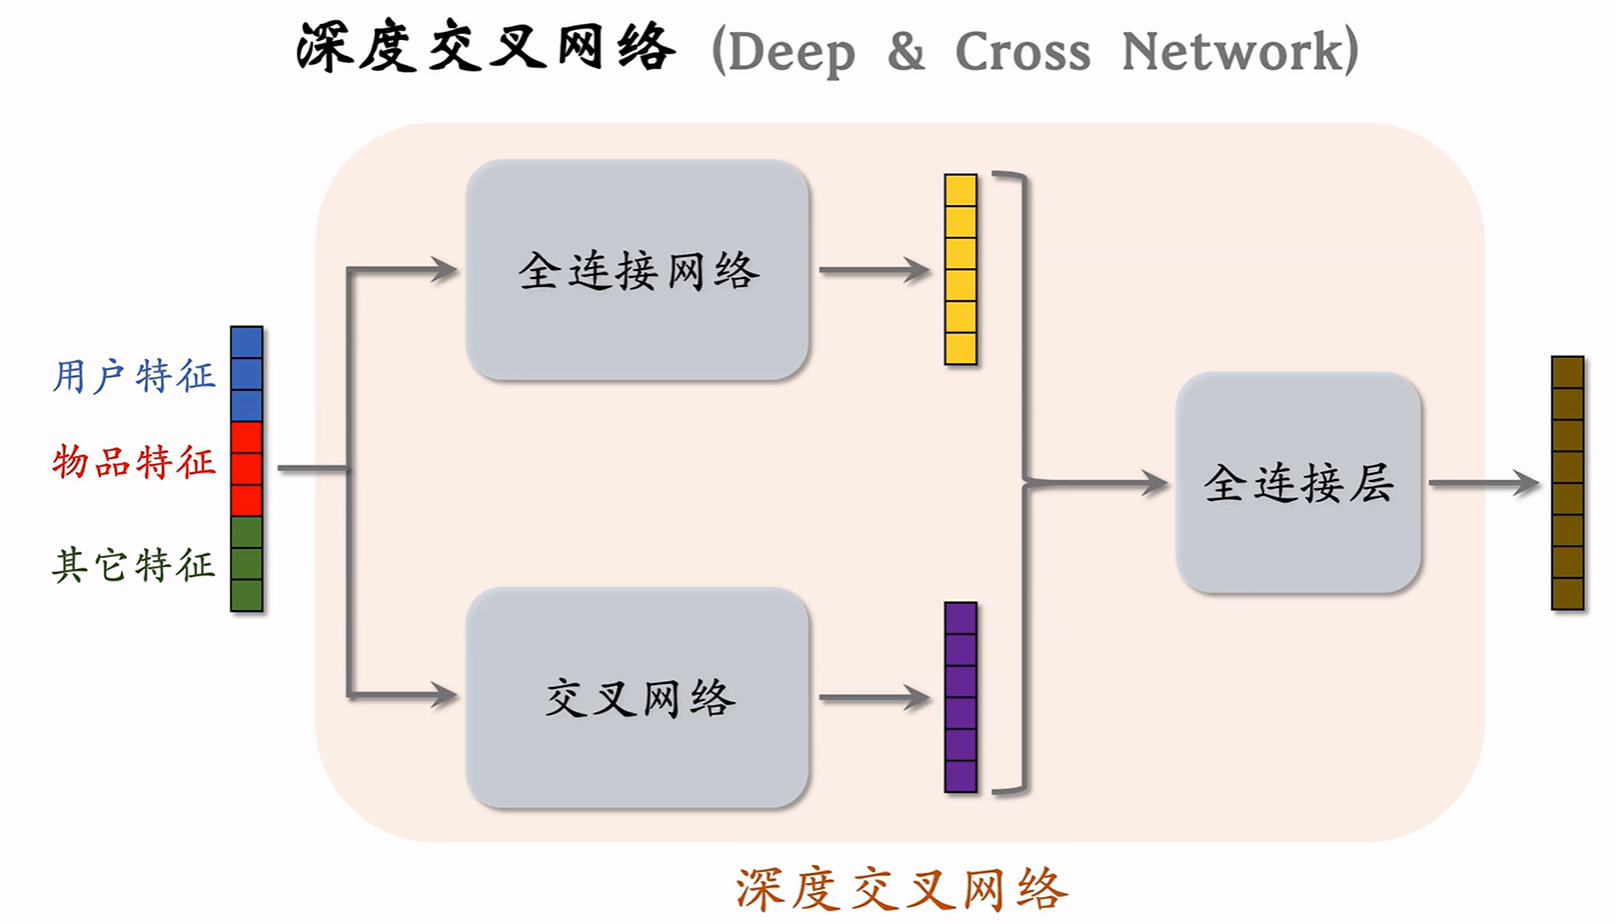 深度交叉网络 (Deep & Cross Network)
全连接网络
用户特征
物品特征
其它特征
全连接层
交叉网络
深度交叉网络